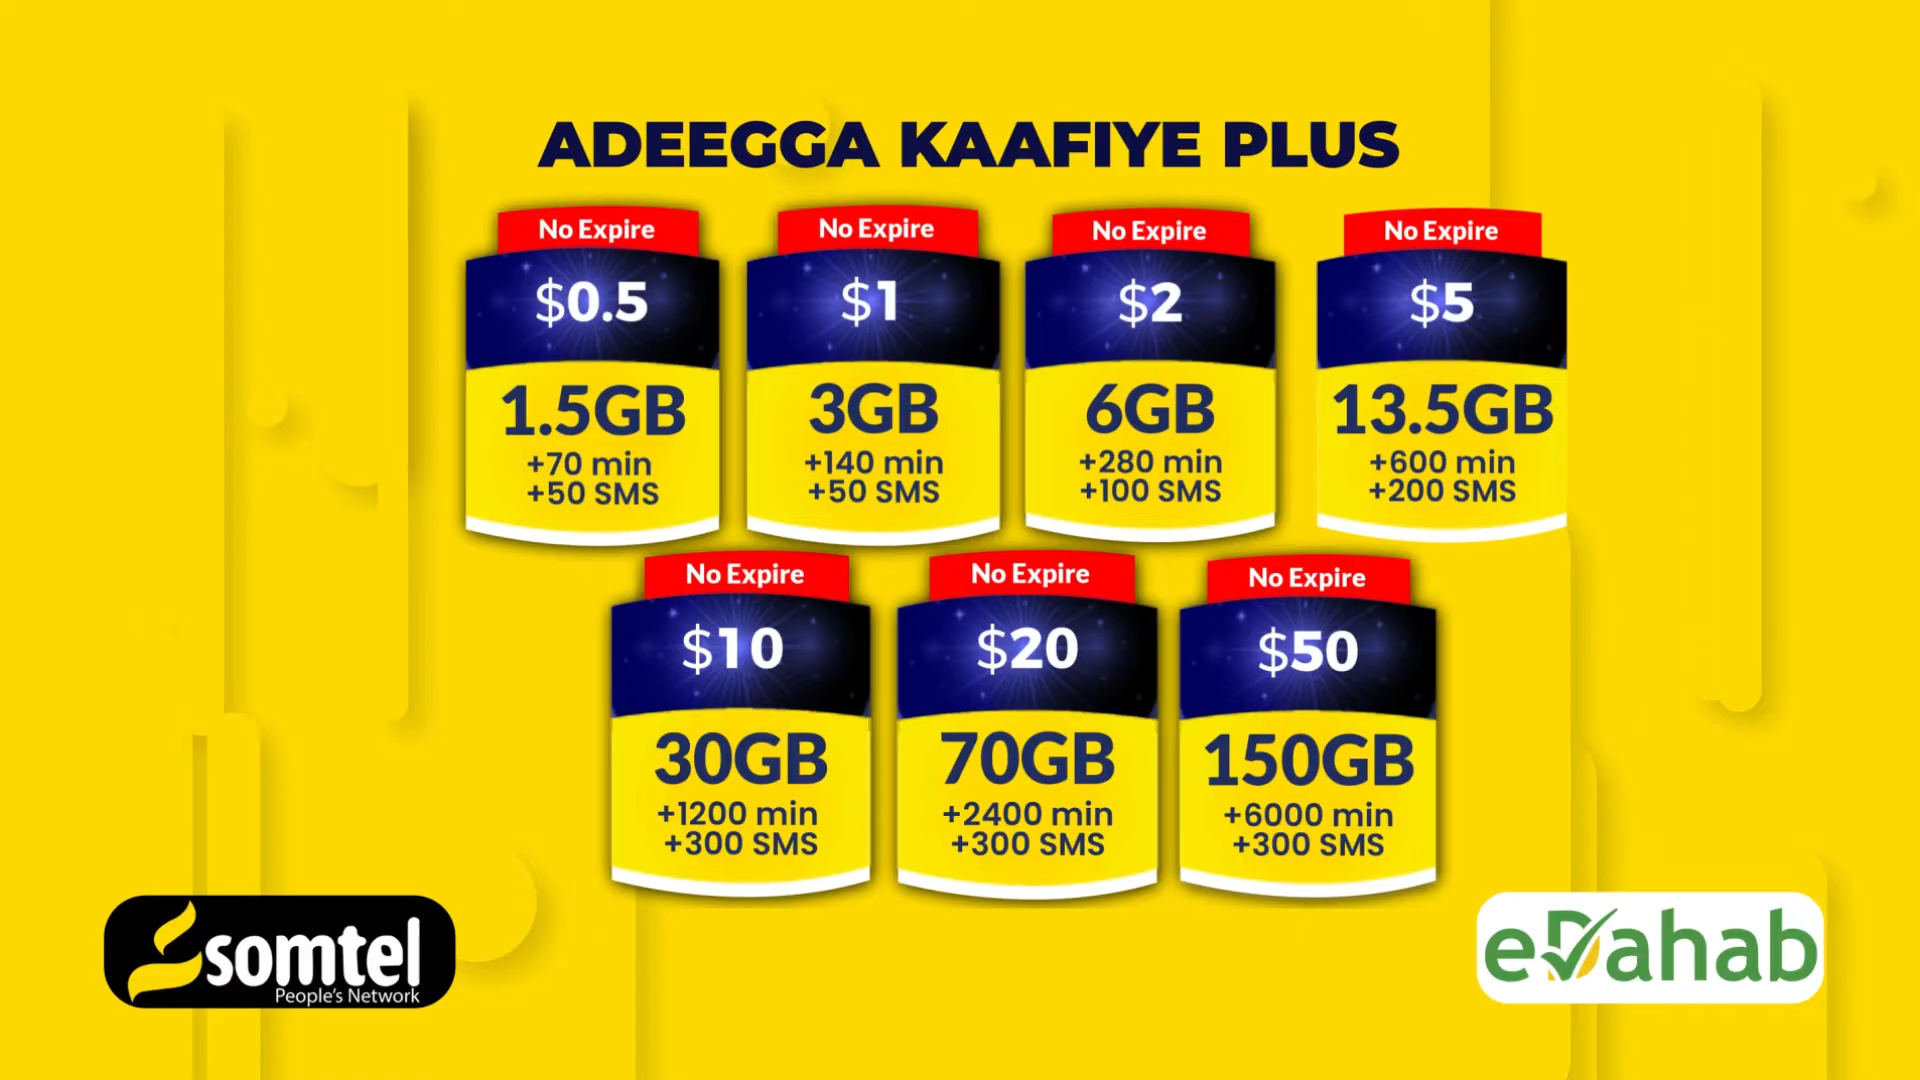 ADEEGGA KAAFIYE PLUS
No Expire
$0.5
1.5GB
+70 min
+50 SMS
No Expire
$1
3GB
+140 min
+50 SMS
No Expire
$2
6GB
+280 min
+100 SMS
No Expire
$5
13.5GB
+600 min
+200 SMS
No Expire
$10
30GB
+1200 min
+300 SMS
No Expire
$20
70GB
+2400 min
+300 SMS
No Expire
$50
150GB
+6000 min
+300 SMS
somtel
People's Network
eDahab